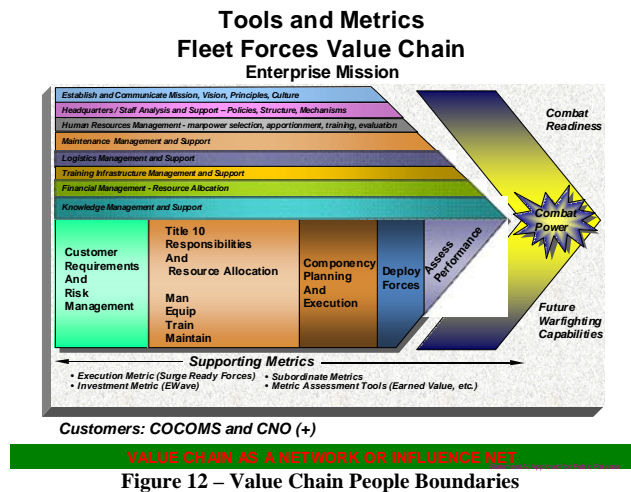 Tools and Metrics
Fleet Forces Value Chain
Enterprise Mission
Establish and Communicate Mission, Vision, Principles, Culture
Headquarters / Staff Analysis and Support – Policies, Structure, Mechanisms
Human Resources Management - manpower selection, apportionment, training, evaluation
Maintenance Management and Support
Logistics Management and Support
Training Infrastructure Management and Support
Financial Management - Resource Allocation
Knowledge Management and Support
Customer
Requirements
And
Risk
Management
Title 10
Responsibilities
And
Resource Allocation
Man
Equip
Train
Maintain
Componency
Planning
And
Execution
Deploy
Forces
Assess
Performance
Combat
Readiness
Combat
Power
Future
Warfighting
Capabilities
Supporting Metrics
• Execution Metric (Surge Ready Forces)
• Investment Metric (EWave)
• Subordinate Metrics
• Metric Assessment Tools (Earned Value, etc.)
Customers: COCOMS and CNO (+)
VALUE CHAIN AS A NETWORK OR INFLUENCE NET
Figure 12 – Value Chain People Boundaries